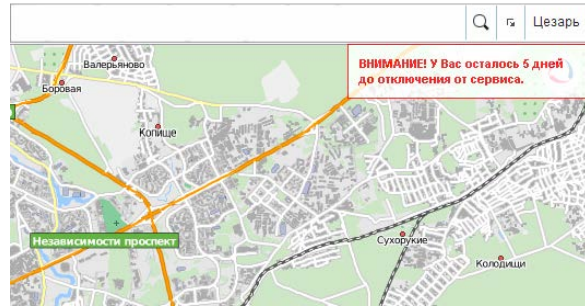 Цезарь
ВНИМАНИЕ! У Вас осталось 5 дней
до отключения от сервиса.
Валерьяново
Боровая
Копище
Независимости проспект
Сухорукие
Колодищи